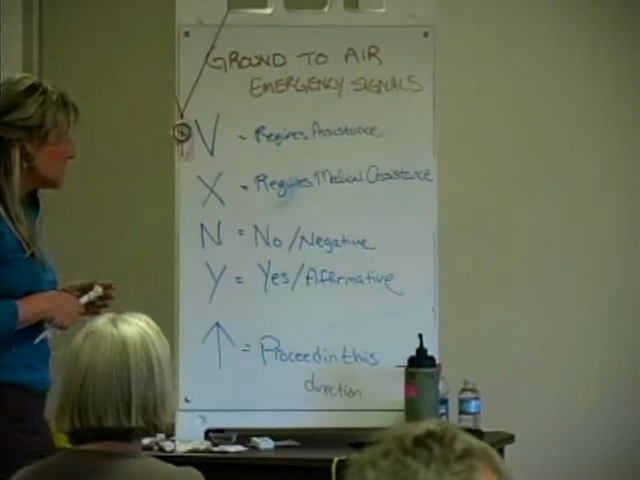 GROUND TO AIR
EMERGENCY SIGNALS
V = Requires Assistance
X = Requires Medical Assistance
N = No/Negative
Y = Yes/Affirmative
↑ = Proceed in this
direction